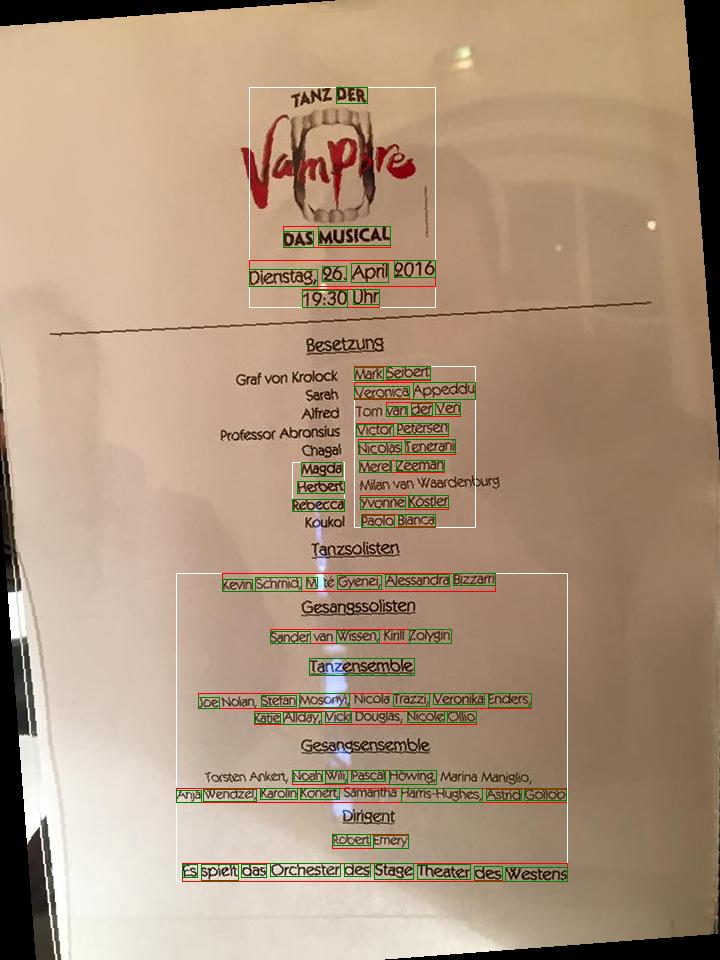 TANZ DER
Vampire
DAS MUSICAL
Dienstag, 26. April 2016
19:30 Uhr
Besetzung
Graf von Krolock Mark Seibert
Sarah Veronica Appeddu
Alfred Tom van der Ven
Professor Abronsius Victor Petersen
Chagal Nicolas Tenerani
Magda Merel Zeeman
Herbert Milan van Waardenburg
Rebecca Yvonne Köstler
Koukol Paolo Bianca
Tanzsolisten
Kevin Schmid, Gyenei, Alessandra Bizzarri
Gesangssolisten
Sander van Wissen, Kirill Zolygin
Tanzensemble
Joe Nolan, Stefan Mosonyi, Nicola Trazzi, Veronika Enders,
Katie Allday, Vicki Douglas, Nicole Ollio
Gesangsensemble
Torsten Ankert, Noah Wili, Pascal Höwing, Marina Maniglio,
Anja Wendzel, Karolin Konert, Samantha Harris-Hughes, Astrid Gollob
Dirigent
Robert Emery
Es spielt das Orchester des Stage Theater des Westens